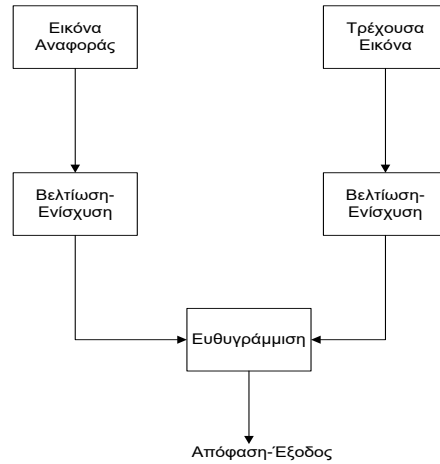 Εικόνα
Αναφοράς
Τρέχουσα
Εικόνα
Βελτίωση-
Ενίσχυση
Βελτίωση-
Ενίσχυση
Ευθυγράμμιση
Απόφαση-Έξοδος